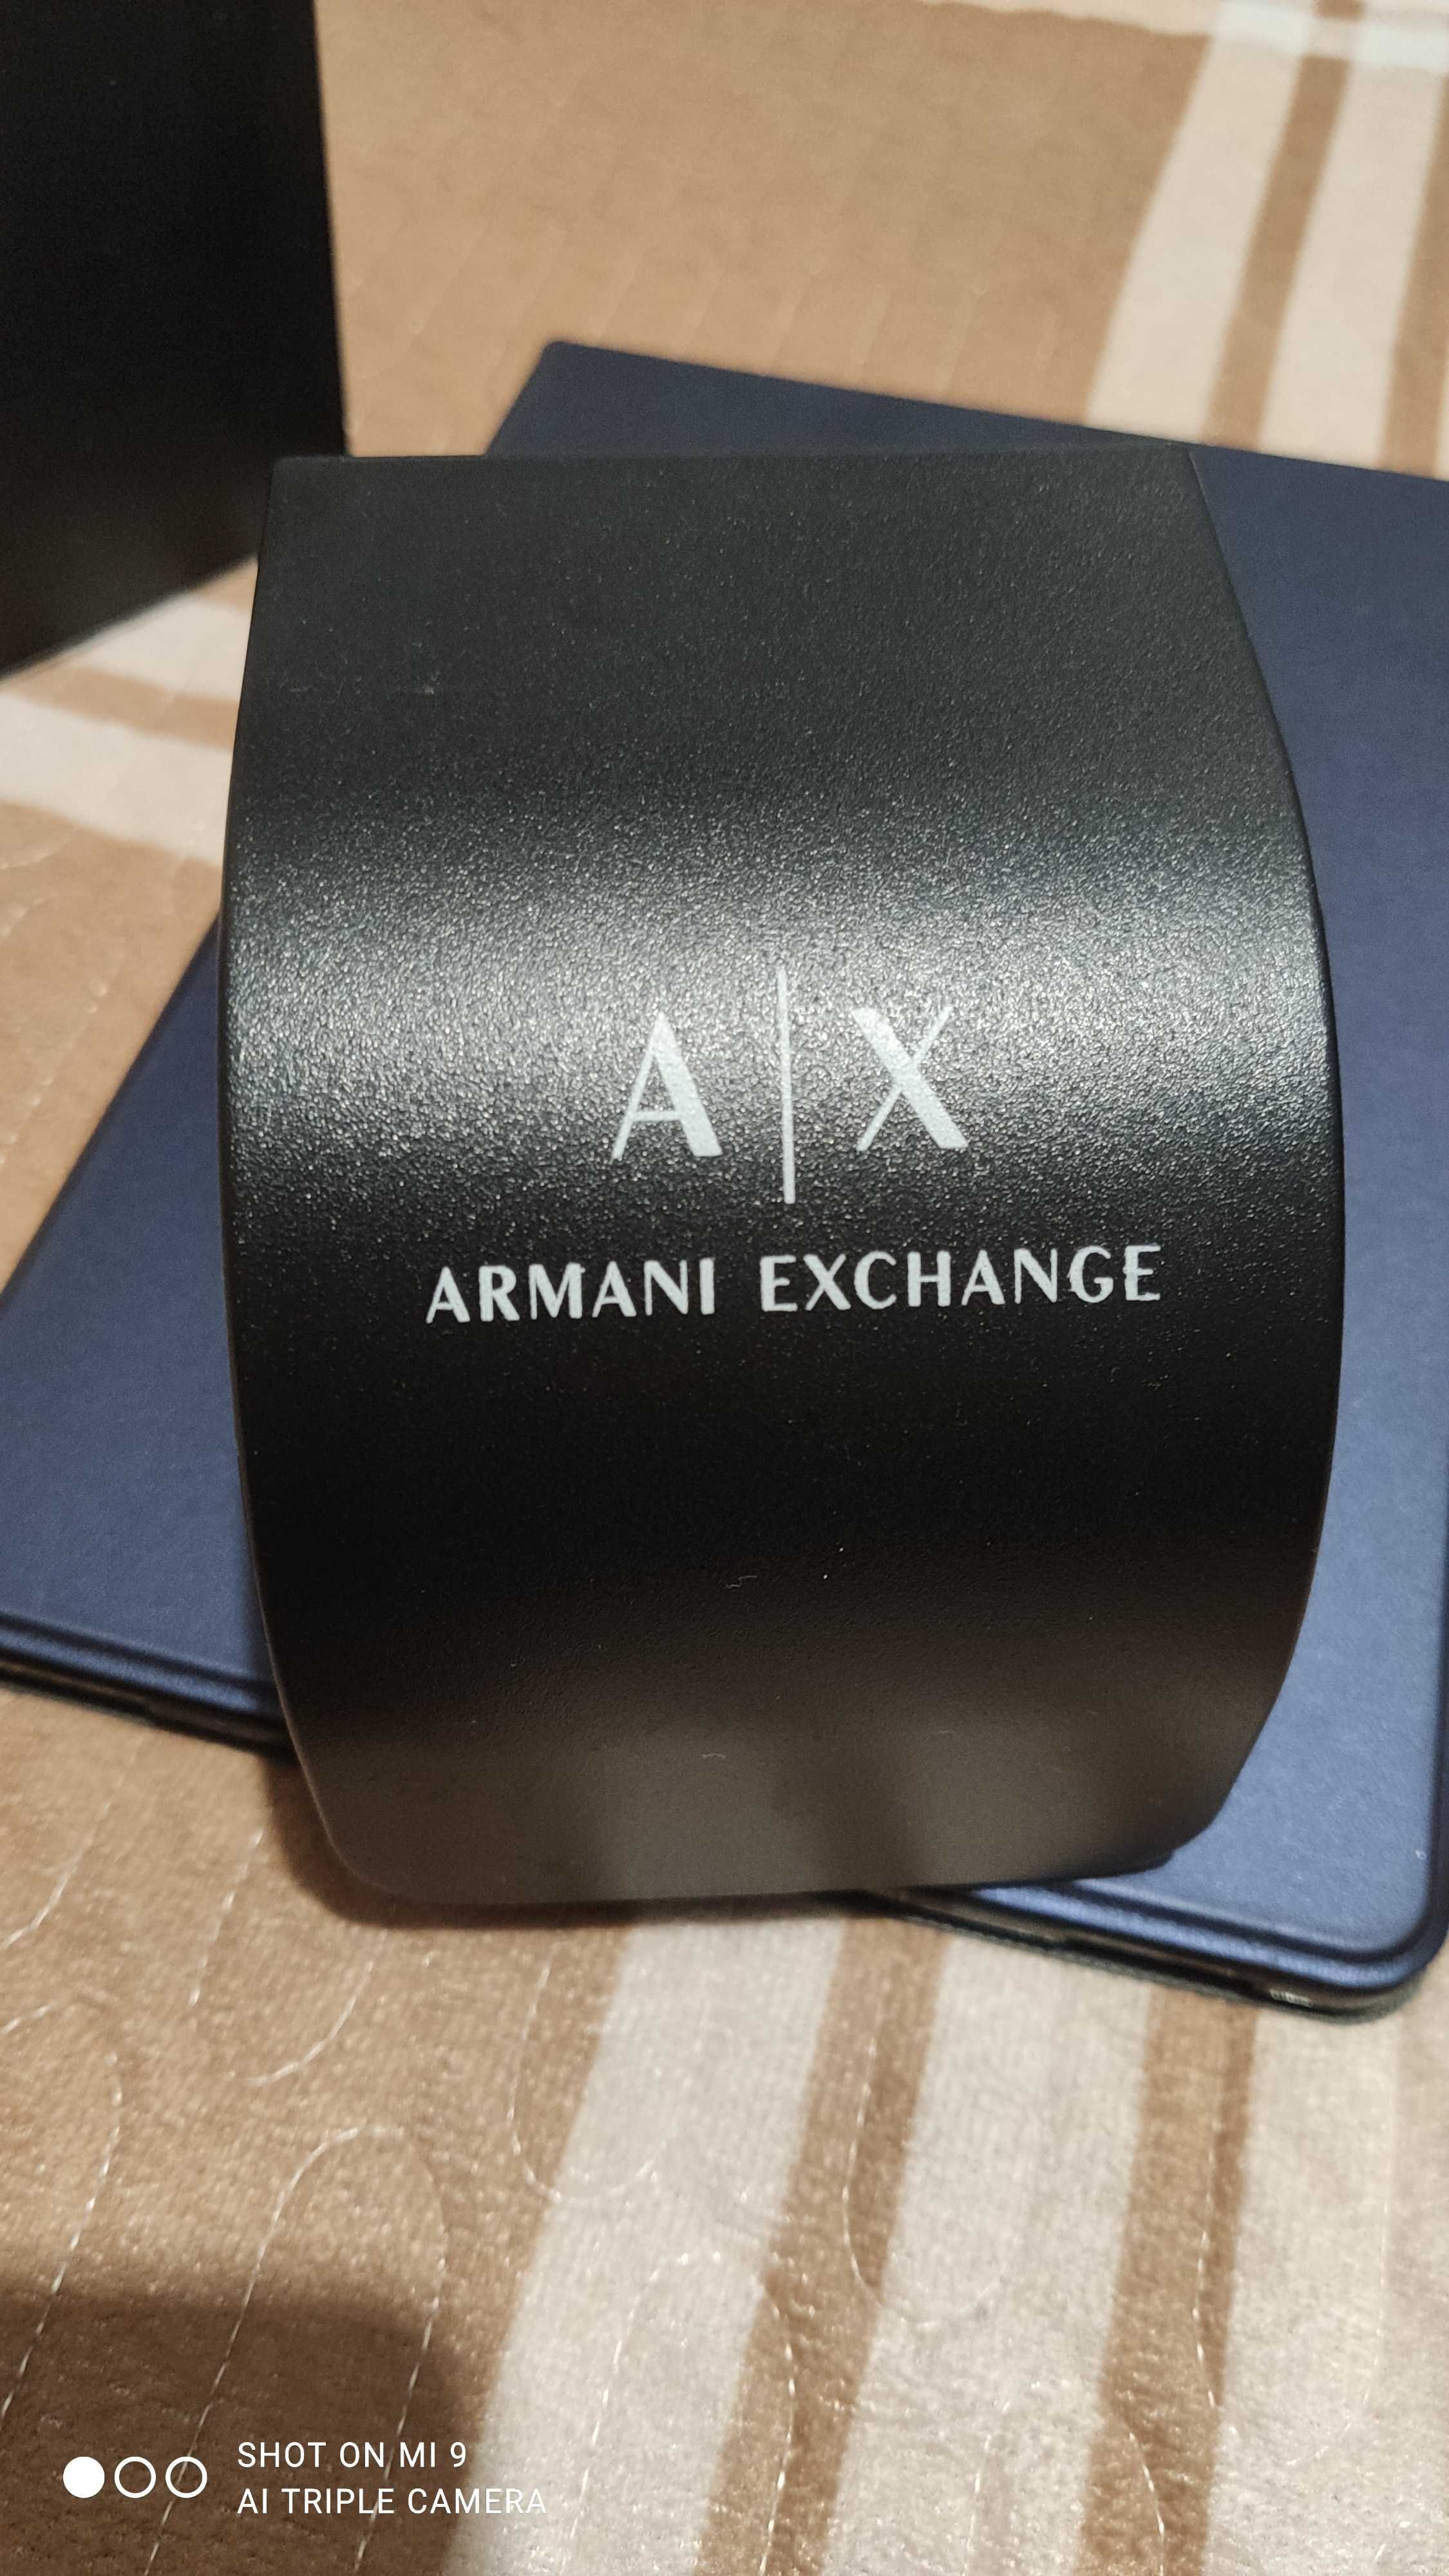 A|X
ARMANI EXCHANGE
SHOT ON MI 9
AI TRIPLE CAMERA